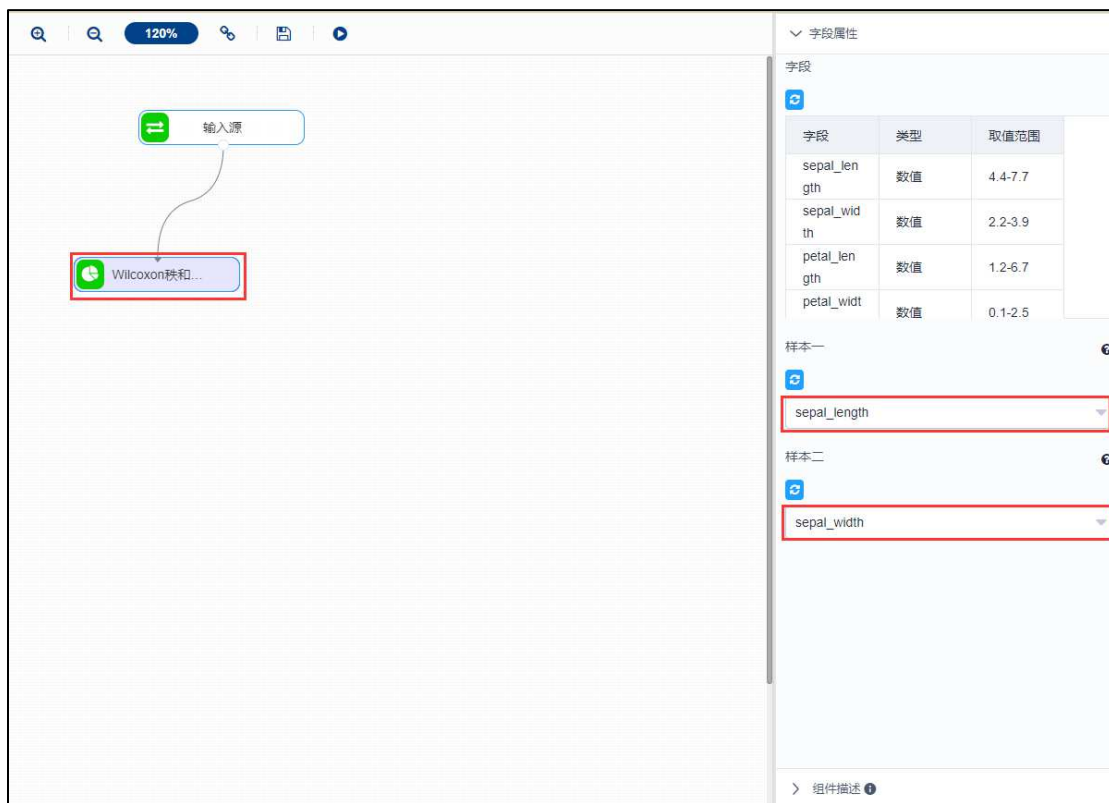 120%
输入源
Wilcoxon秩和...
字段属性
字段
字段 类型 取值范围
sepal_len
gth 数值 4.4-7.7
sepal_wid
th 数值 2.2-3.9
petal_len
gth 数值 1.2-6.7
petal_widt
数值 0.1-2.5
样本一
sepal_length
样本二
sepal_width
组件描述